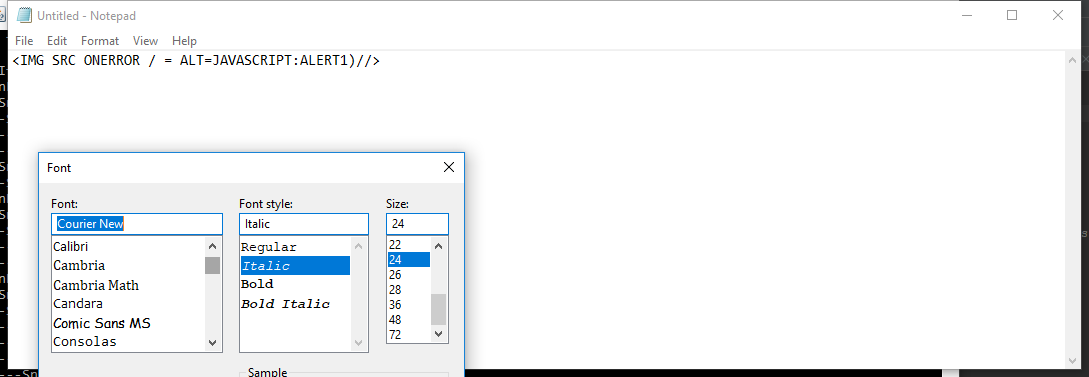 Untitled - Notepad
File Edit Format View Help
<IMG SRC ONERROR / = ALT=JAVASCRIPT:ALERT1)//>
Font
Font: Font style: Size:
Courier New Italic 24
Calibri Regular 22
Cambria Italic 24
Cambria Math Bold 26
Candara Bold Italic 28
Comic Sans MS 36
Consolas 48
72
Sample
---Sn